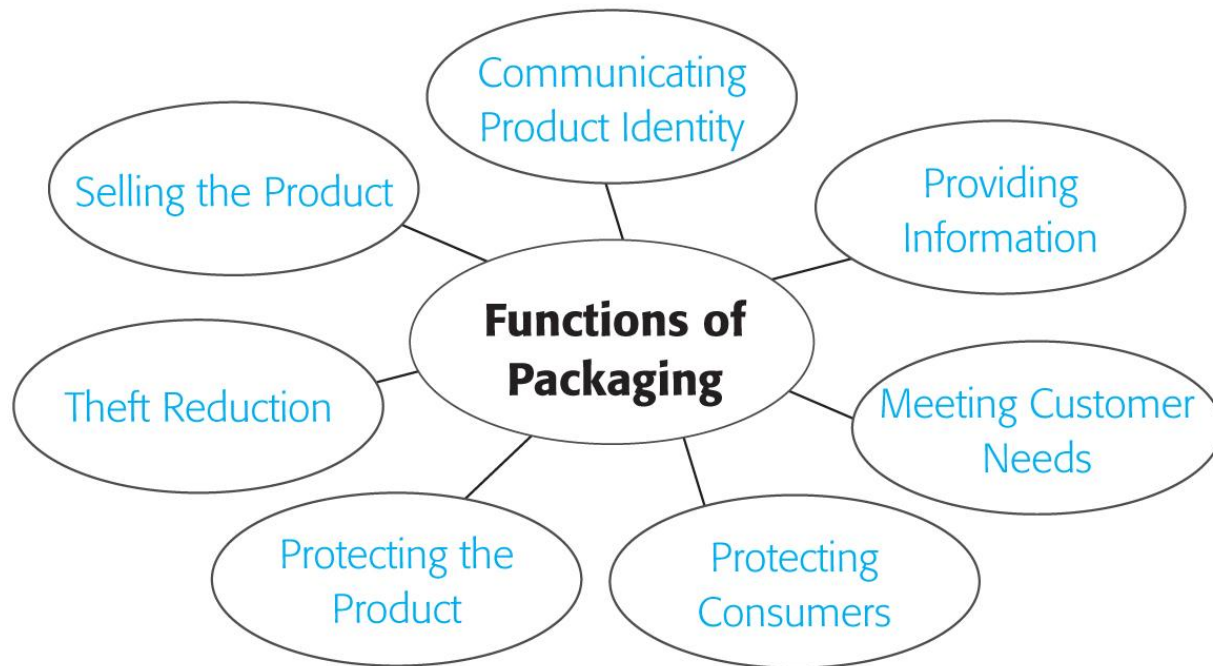 Communicating
Product Identity
Selling the Product
Providing
Information
Functions of
Packaging
Theft Reduction
Meeting Customer
Needs
Protecting the
Product
Protecting
Consumers